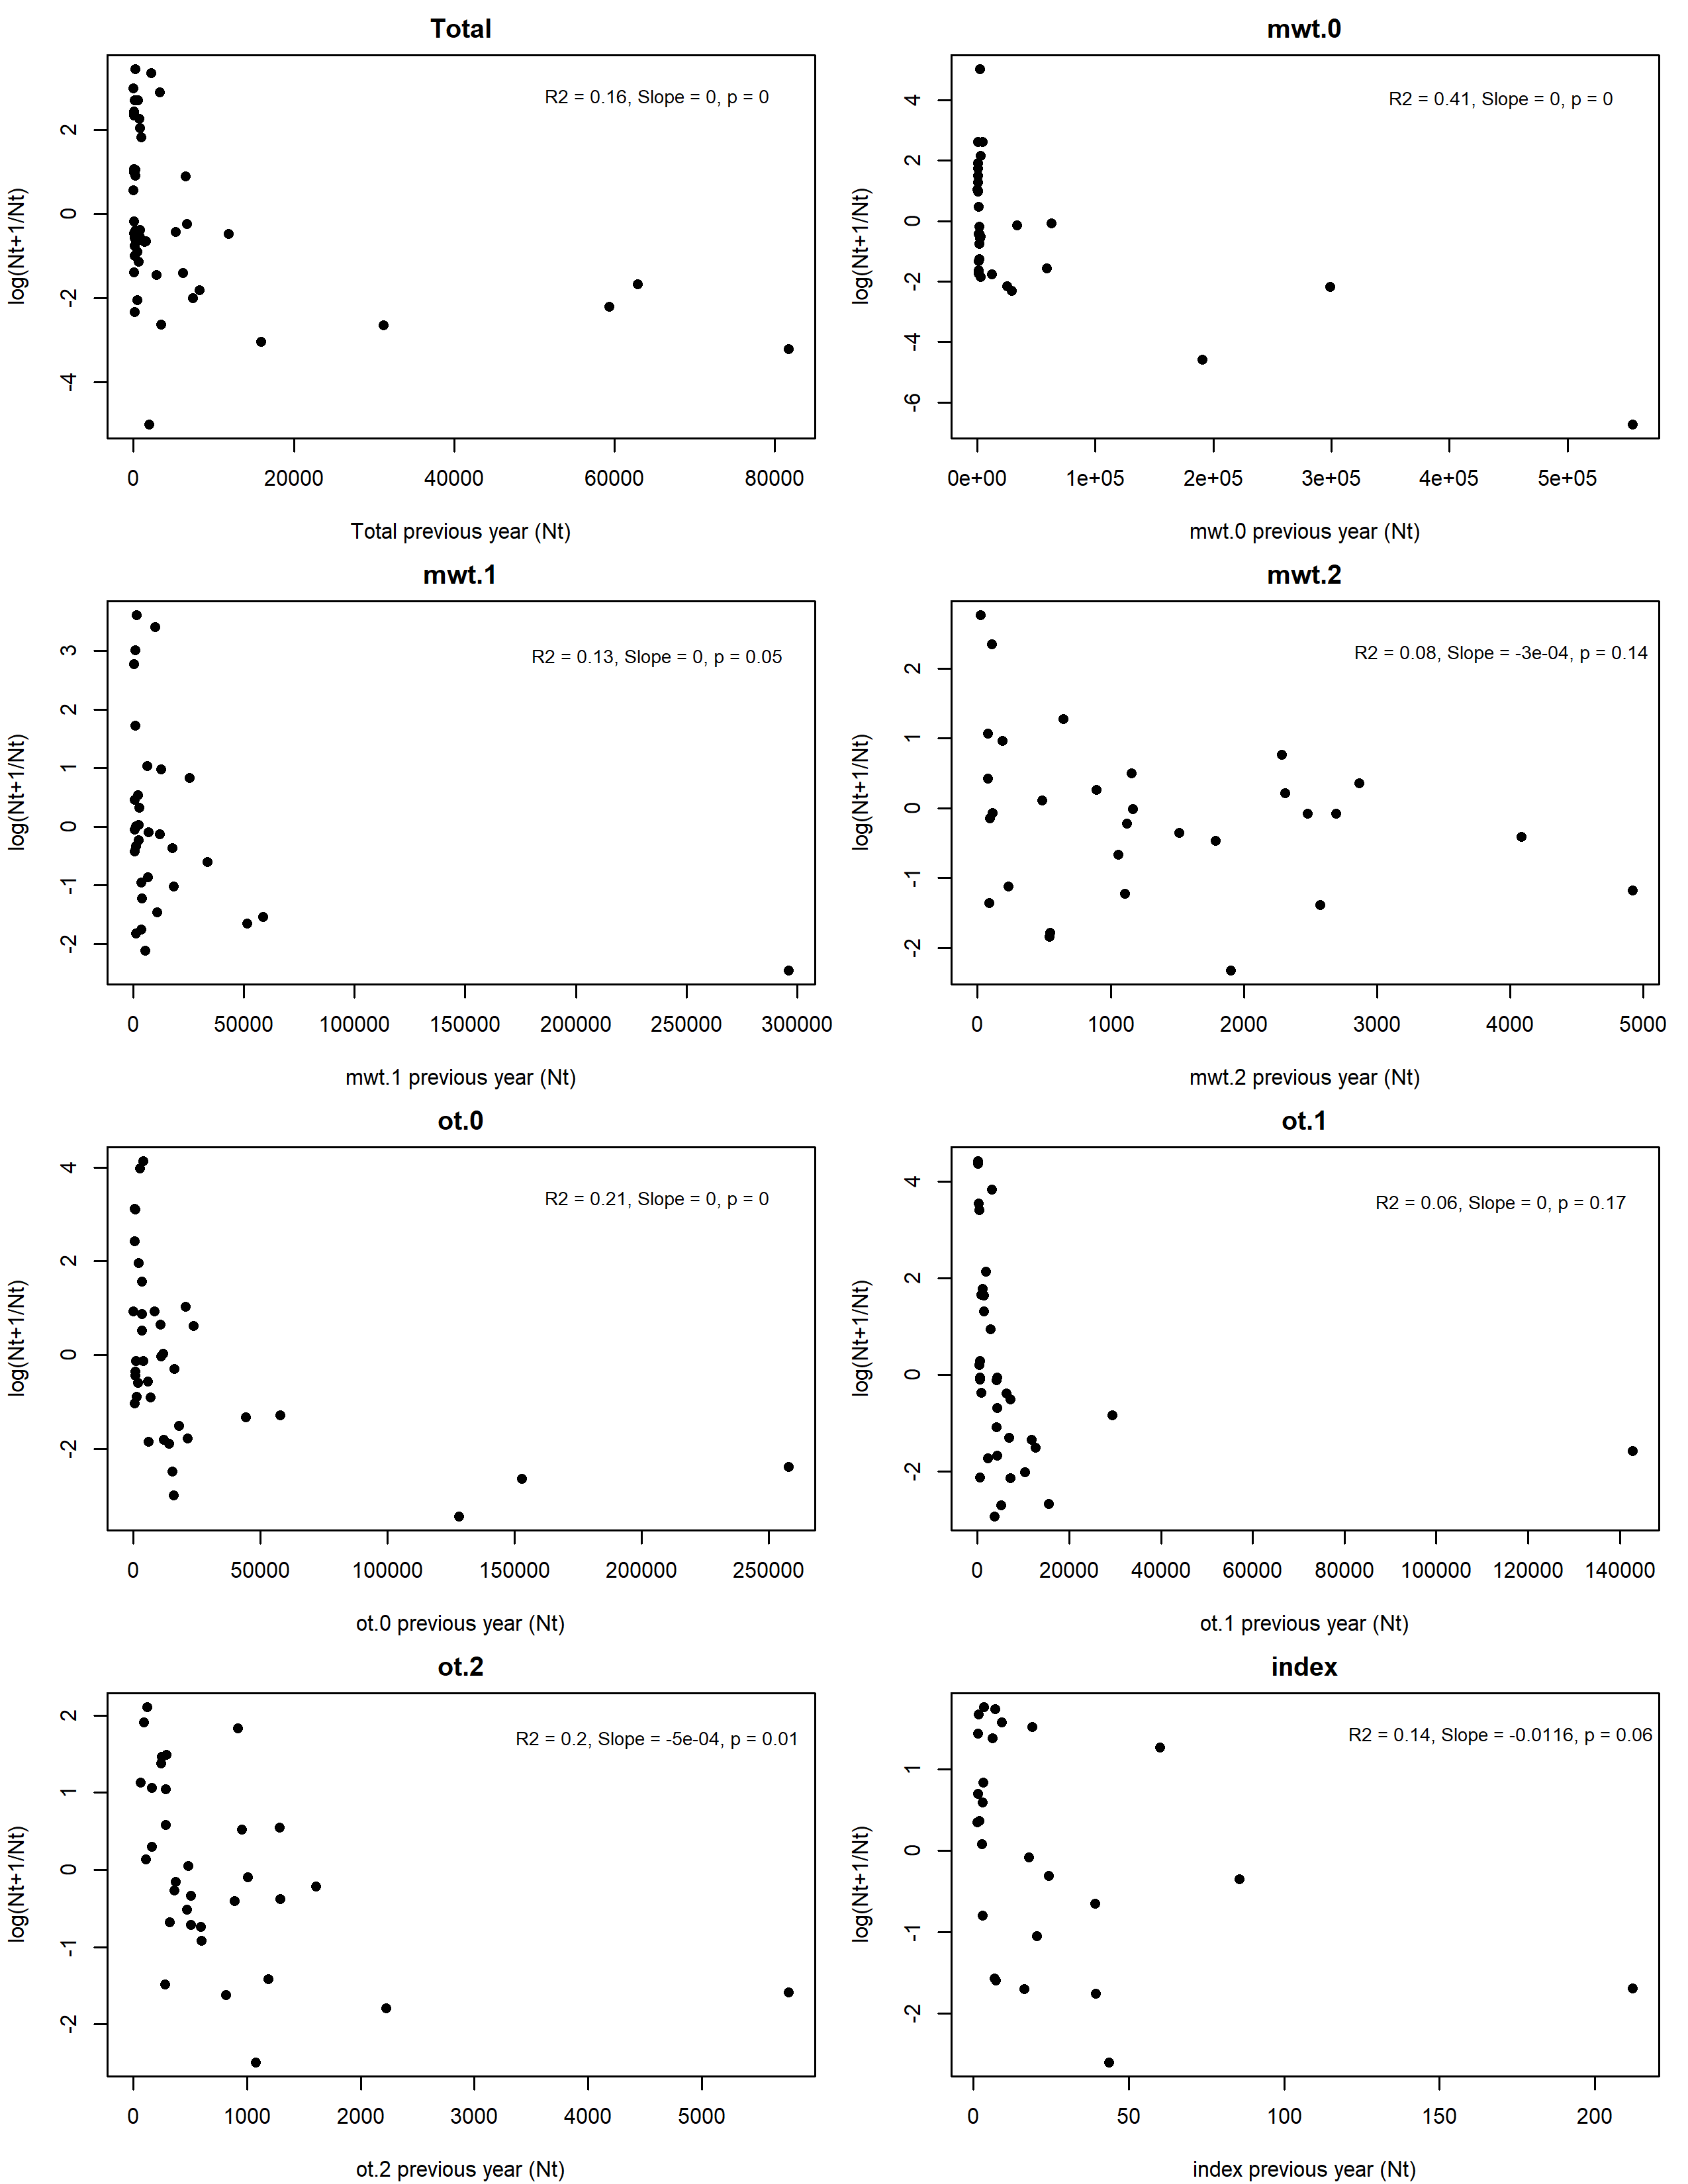 Total
R2 = 0.16, Slope = 0, p = 0
log(Nt+1/Nt)
2
0
-2
-4
0 20000 40000 60000 80000
Total previous year (Nt)
mwt.0
R2 = 0.41, Slope = 0, p = 0
log(Nt+1/Nt)
4
2
0
-2
-4
-6
0e+00 1e+05 2e+05 3e+05 4e+05 5e+05
mwt.0 previous year (Nt)
mwt.1
R2 = 0.13, Slope = 0, p = 0.05
log(Nt+1/Nt)
3
2
1
0
-1
-2
0 50000 100000 150000 200000 250000 300000
mwt.1 previous year (Nt)
mwt.2
R2 = 0.08, Slope = -3e-04, p = 0.14
log(Nt+1/Nt)
2
1
0
-1
-2
0 1000 2000 3000 4000 5000
mwt.2 previous year (Nt)
ot.0
R2 = 0.21, Slope = 0, p = 0
log(Nt+1/Nt)
4
2
0
-2
0 50000 100000 150000 200000 250000
ot.0 previous year (Nt)
ot.1
R2 = 0.06, Slope = 0, p = 0.17
log(Nt+1/Nt)
4
2
0
-2
0 20000 40000 60000 80000 100000 120000 140000
ot.1 previous year (Nt)
ot.2
R2 = 0.2, Slope = -5e-04, p = 0.01
log(Nt+1/Nt)
2
1
0
-1
-2
0 1000 2000 3000 4000 5000
ot.2 previous year (Nt)
index
R2 = 0.14, Slope = -0.0116, p = 0.06
log(Nt+1/Nt)
1
0
-1
-2
0 50 100 150 200
index previous year (Nt)